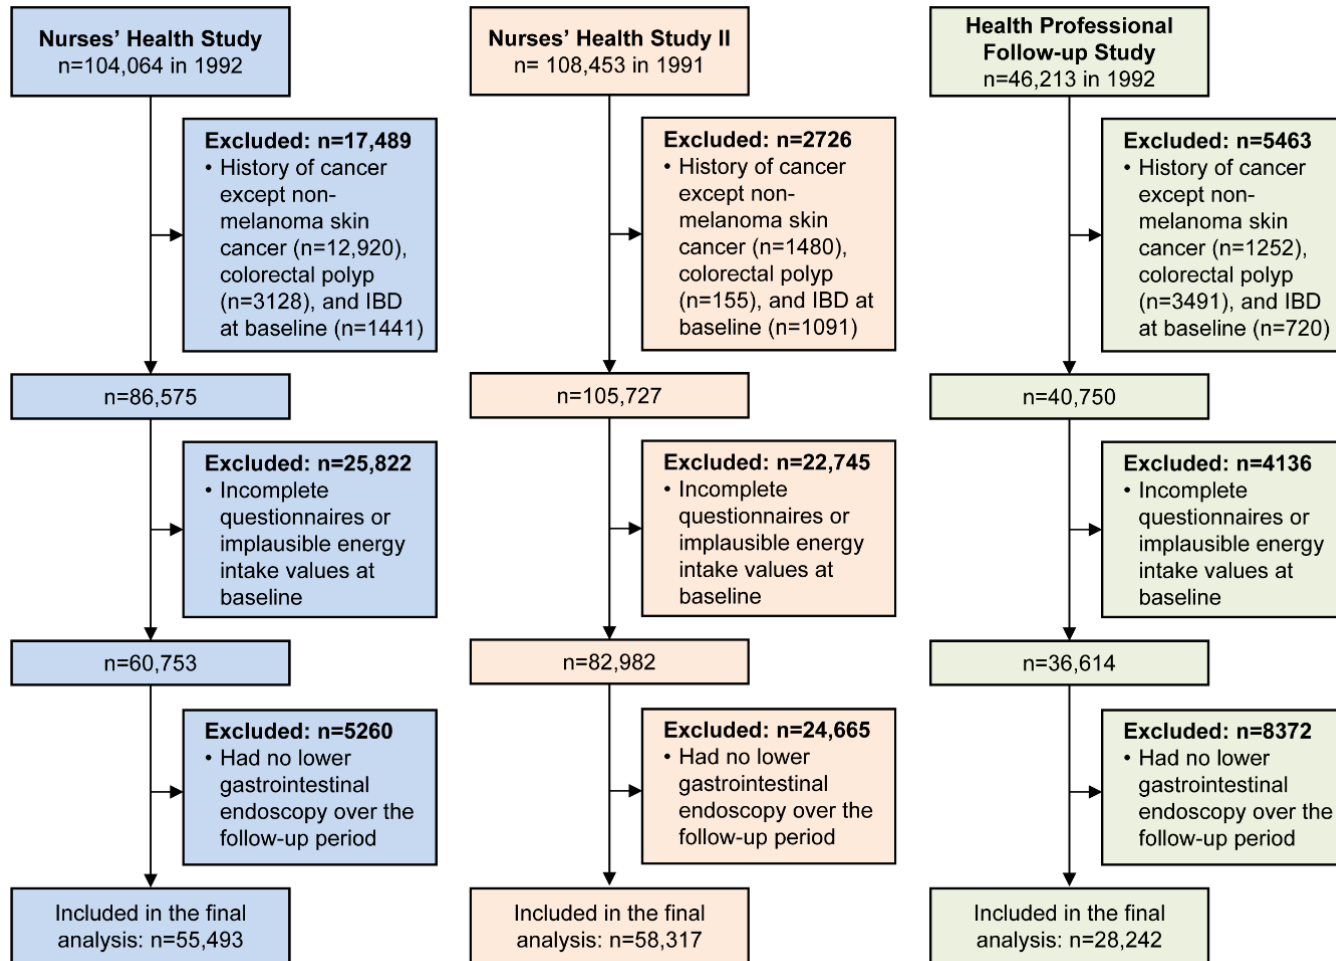 Nurses' Health Study
n=104,064 in 1992
Excluded: n=17,489
• History of cancer
except non-
melanoma skin
cancer (n=12,920),
colorectal polyp
(n=3128), and IBD
at baseline (n=1441)
n=86,575
Excluded: n=25,822
• Incomplete
questionnaires or
implausible energy
intake values at
baseline
n=60,753
Excluded: n=5260
• Had no lower
gastrointestinal
endoscopy over the
follow-up period
Included in the final
analysis: n=55,493
Nurses' Health Study II
n= 108,453 in 1991
Excluded: n=2726
• History of cancer
except non-
melanoma skin
cancer (n=1480),
colorectal polyp
(n=155), and IBD
at baseline (n=1091)
n=105,727
Excluded: n=22,745
• Incomplete
questionnaires or
implausible energy
intake values at
baseline
n=82,982
Excluded: n=24,665
• Had no lower
gastrointestinal
endoscopy over the
follow-up period
Included in the final
analysis: n=58,317
Health Professional
Follow-up Study
n=46,213 in 1992
Excluded: n=5463
• History of cancer
except non-
melanoma skin
cancer (n=1252),
colorectal polyp
(n=3491), and IBD
at baseline (n=720)
n=40,750
Excluded: n=4136
• Incomplete
questionnaires or
implausible energy
intake values at
baseline
n=36,614
Excluded: n=8372
• Had no lower
gastrointestinal
endoscopy over the
follow-up period
Included in the final
analysis: n=28,242